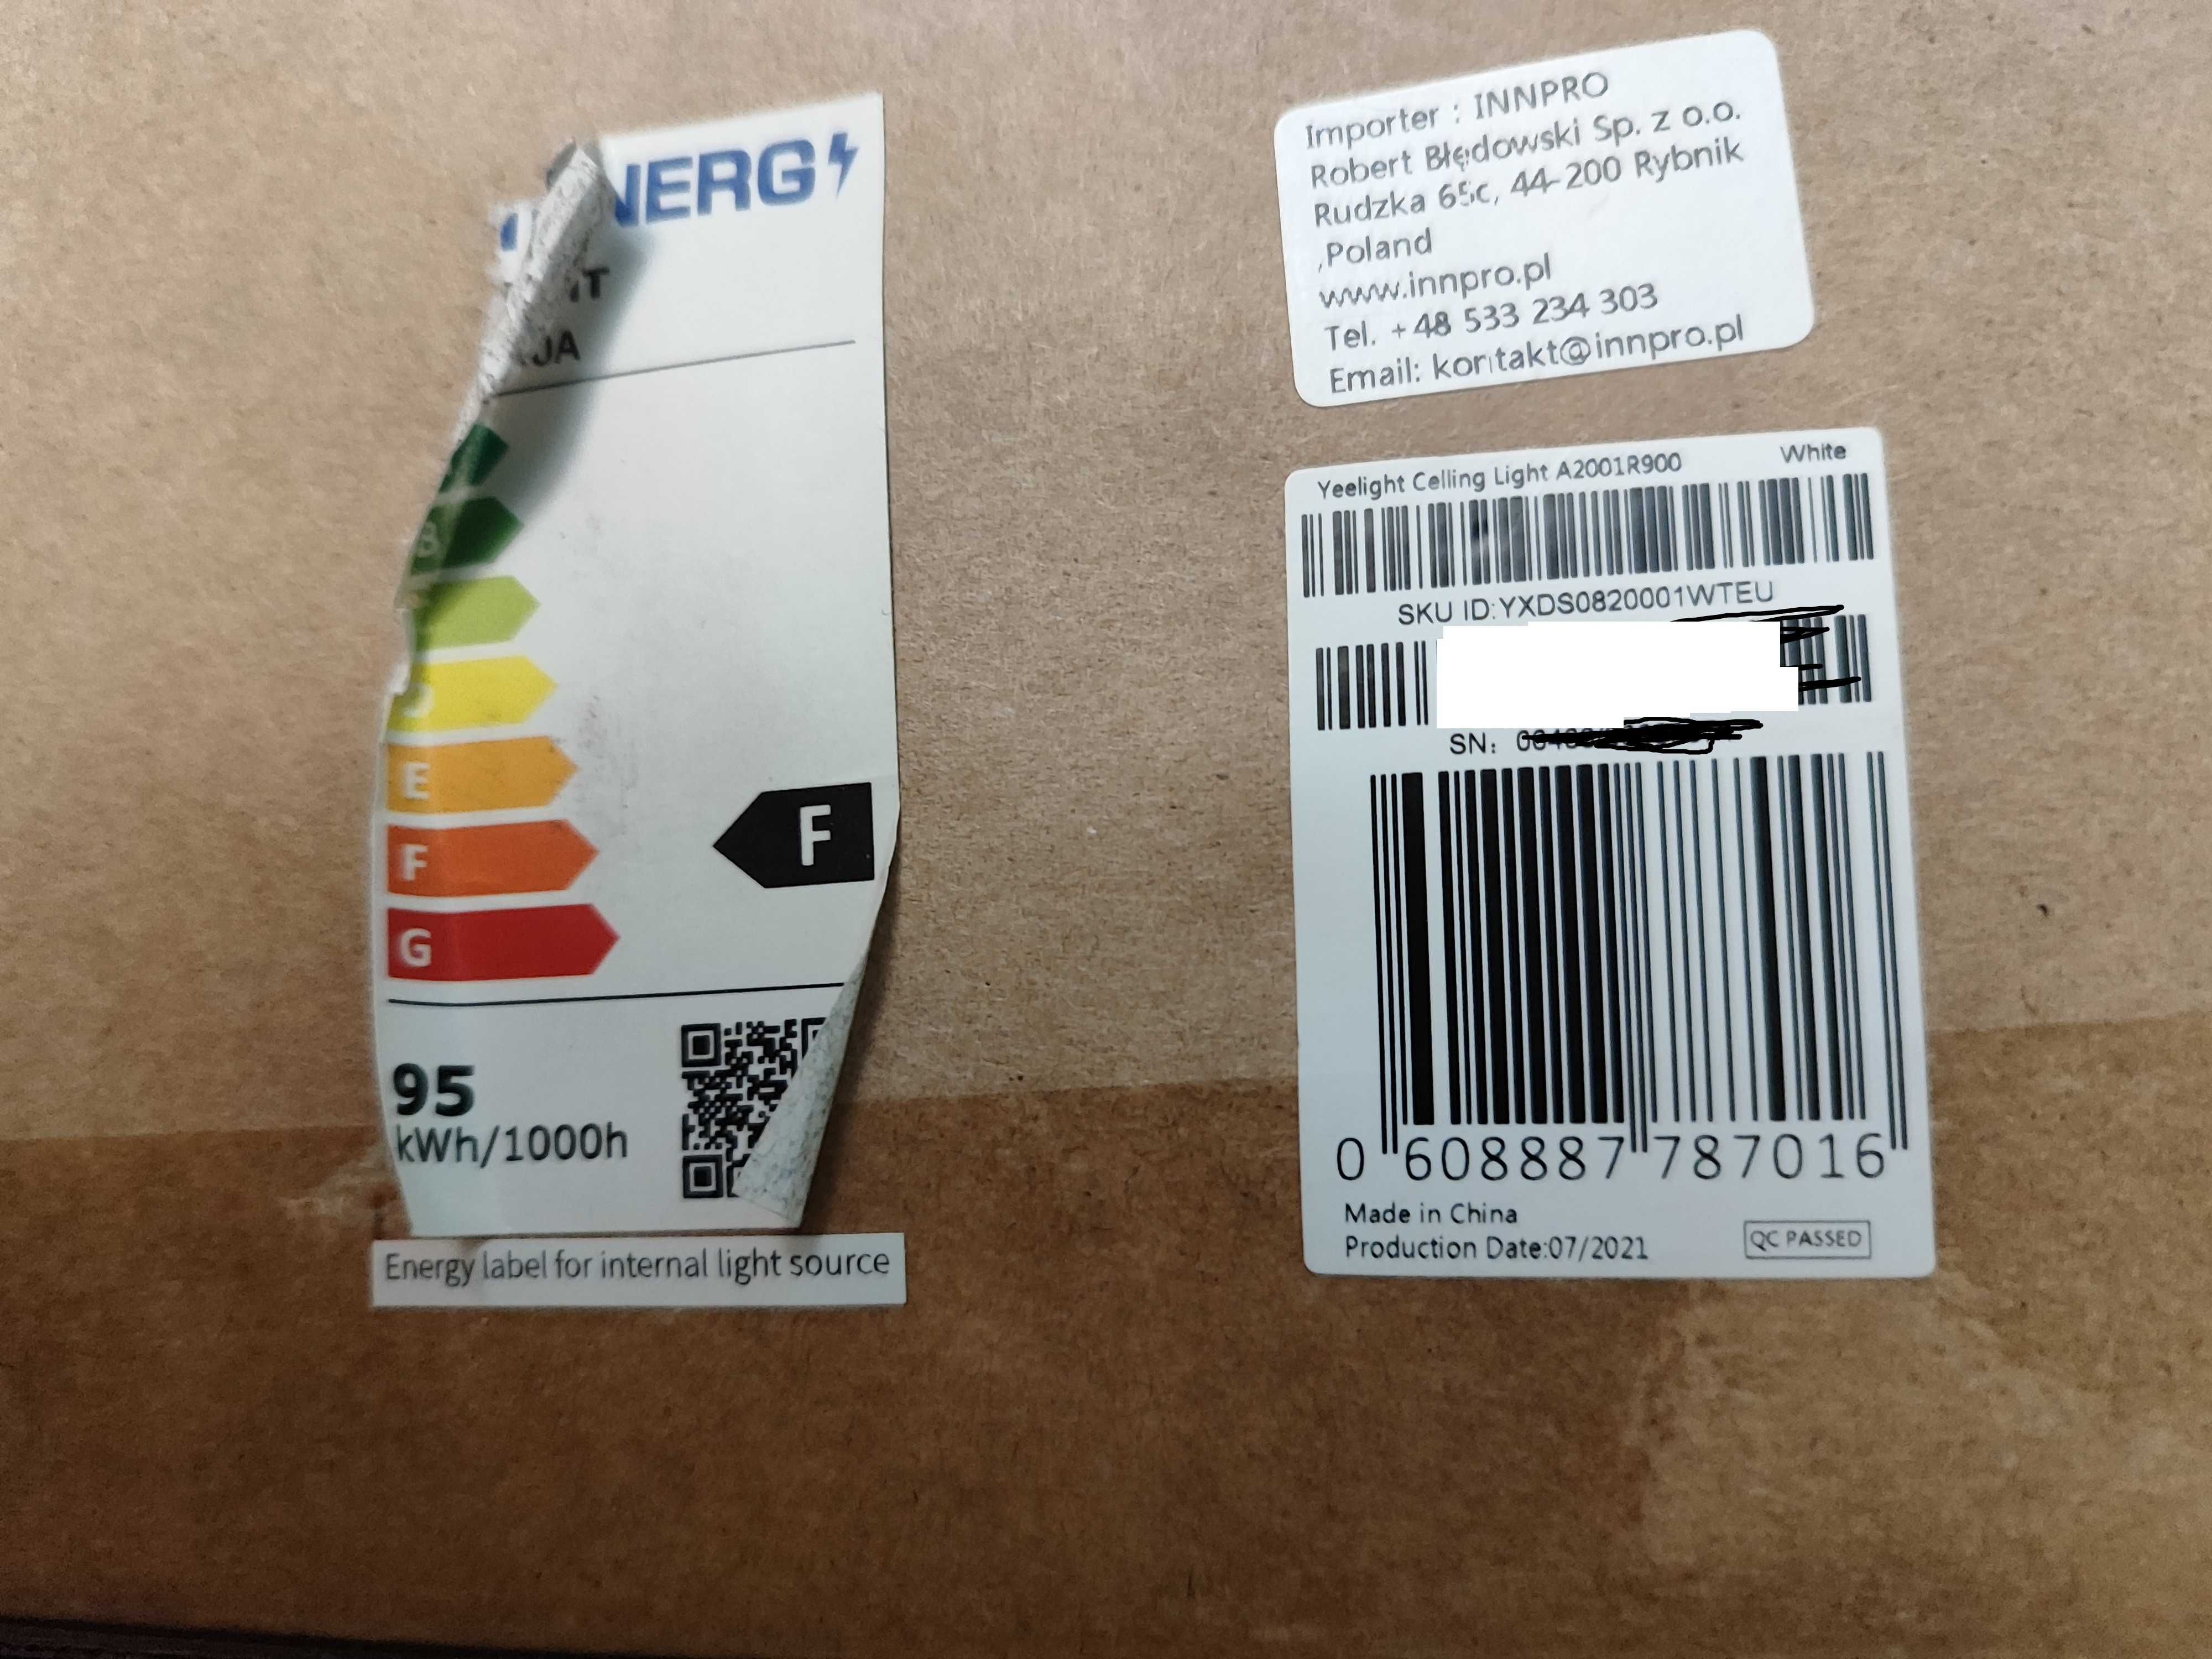 NERG
B
E
F
G
F
95
kWh/1000h
Energy label for internal light source
Importer : INNPRO
Robert Błędowski Sp. z o.o.
Rudzka 65c, 44-200 Rybnik
,Poland
www.innpro.pl
Tel. +48 533 234 303
Email: kontakt@innpro.pl
Yeelight Celling Light A2001R900 White
SKU ID:YXDS0820001WTEU
SN:
0 608887 787016
Made in China
Production Date:07/2021
QC PASSED